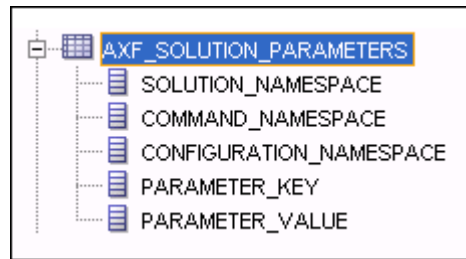 AXF_SOLUTION_PARAMETERS
SOLUTION_NAMESPACE
COMMAND_NAMESPACE
CONFIGURATION_NAMESPACE
PARAMETER_KEY
PARAMETER_VALUE